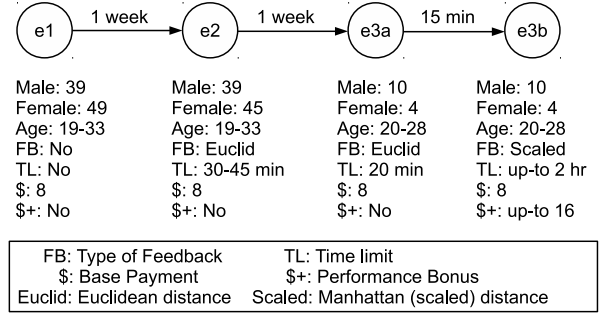 e1 1 week e2 1 week e3a 15 min e3b
Male: 39 Male: 39 Male: 10 Male: 10
Female: 49 Female: 45 Female: 4 Female: 4
Age: 19-33 Age: 19-33 Age: 20-28 Age: 20-28
FB: No FB: Euclid FB: Euclid FB: Scaled
TL: No TL: 30-45 min TL: 20 min TL: up-to 2 hr
$: 8 $: 8 $: 8 $: 8
$+: No $+: No $+: No $+: up-to 16
FB: Type of Feedback TL: Time limit
$: Base Payment $+: Performance Bonus
Euclid: Euclidean distance Scaled: Manhattan (scaled) distance